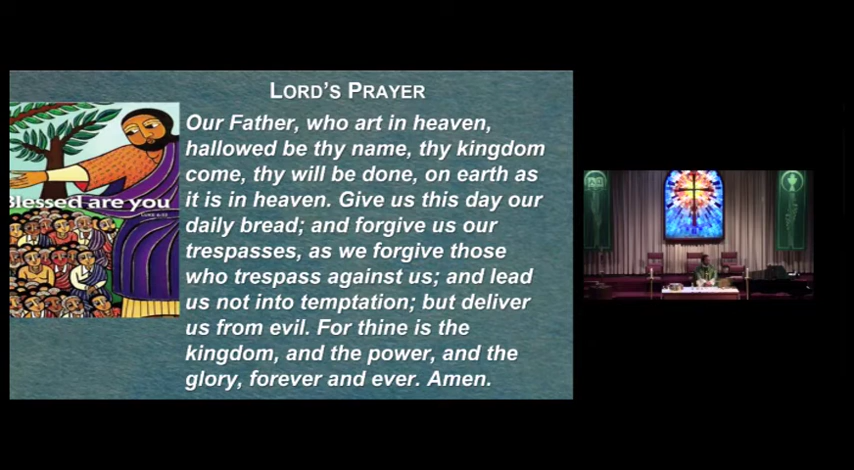 LORD'S PRAYER
Our Father, who art in heaven,
hallowed be thy name, thy kingdom
come, thy will be done, on earth as
it is in heaven. Give us this day our
daily bread; and forgive us our
trespasses, as we forgive those
who trespass against us; and lead
us not into temptation; but deliver
us from evil. For thine is the
kingdom, and the power, and the
glory, forever and ever. Amen.
Blessed are you